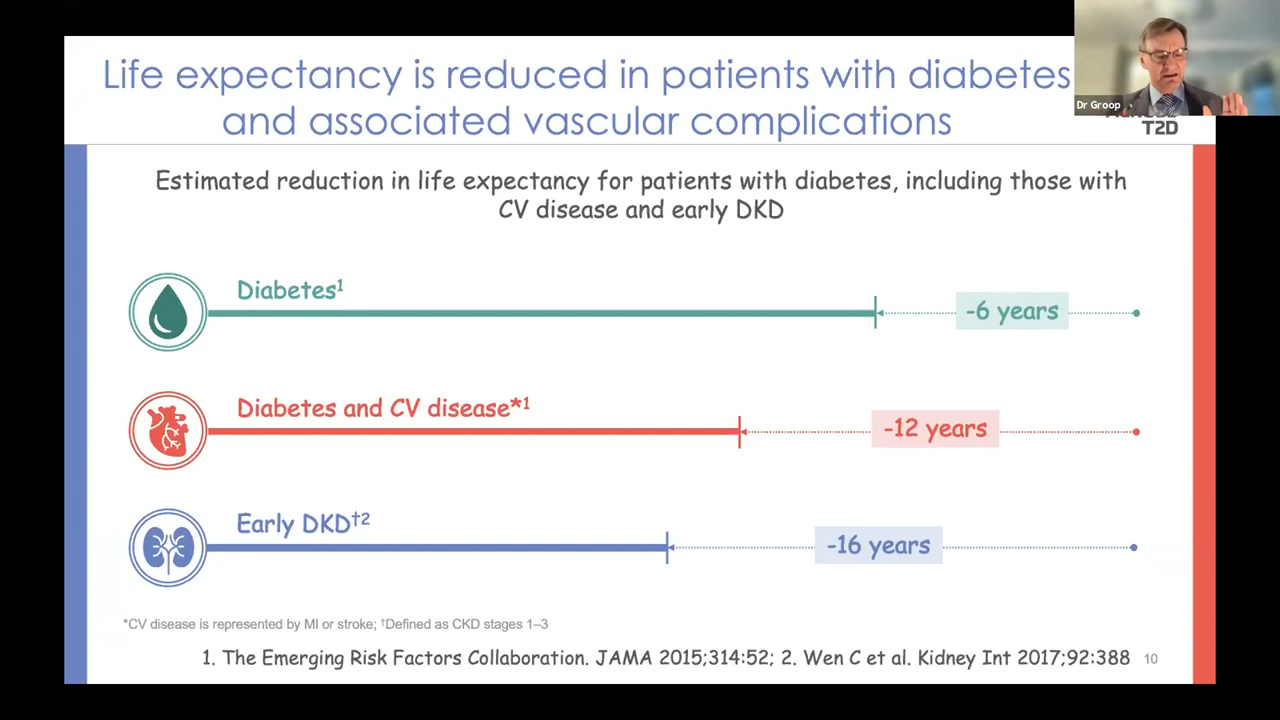 Life expectancy is reduced in patients with diabetes
and associated vascular complications
Dr Groop
T2D
Estimated reduction in life expectancy for patients with diabetes, including those with
CV disease and early DKD
Diabetes¹
-6 years
Diabetes and CV disease*¹
-12 years
Early DKD†²
-16 years
*CV disease is represented by MI or stroke; †Defined as CKD stages 1–3
1. The Emerging Risk Factors Collaboration. JAMA 2015;314:52; 2. Wen C et al. Kidney Int 2017;92:388
10